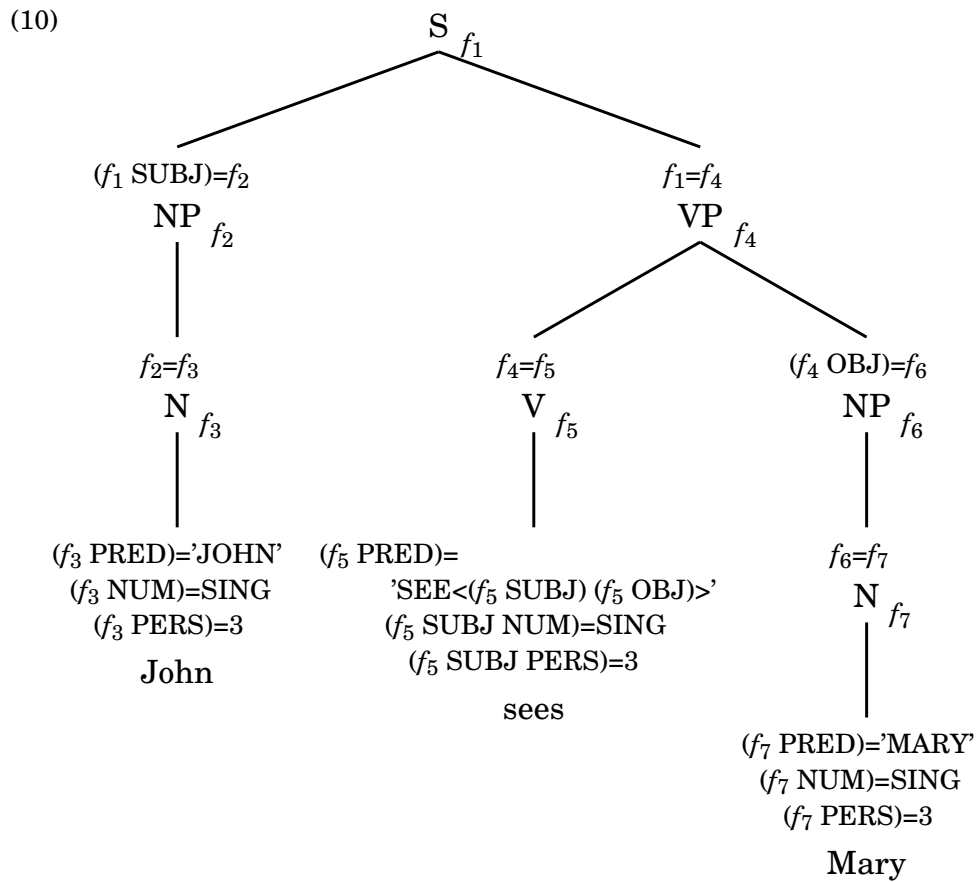 (10)
S f1
(f1 SUBJ)=f2
NP f2
f1=f4
VP f4
f2=f3
N f3
f4=f5
V f5
(f4 OBJ)=f6
NP f6
(f3 PRED)='JOHN'
(f3 NUM)=SING
(f3 PERS)=3
John
(f5 PRED)=
'SEE<(f5 SUBJ) (f5 OBJ)>'
(f5 SUBJ NUM)=SING
(f5 SUBJ PERS)=3
sees
f6=f7
N f7
(f7 PRED)='MARY'
(f7 NUM)=SING
(f7 PERS)=3
Mary